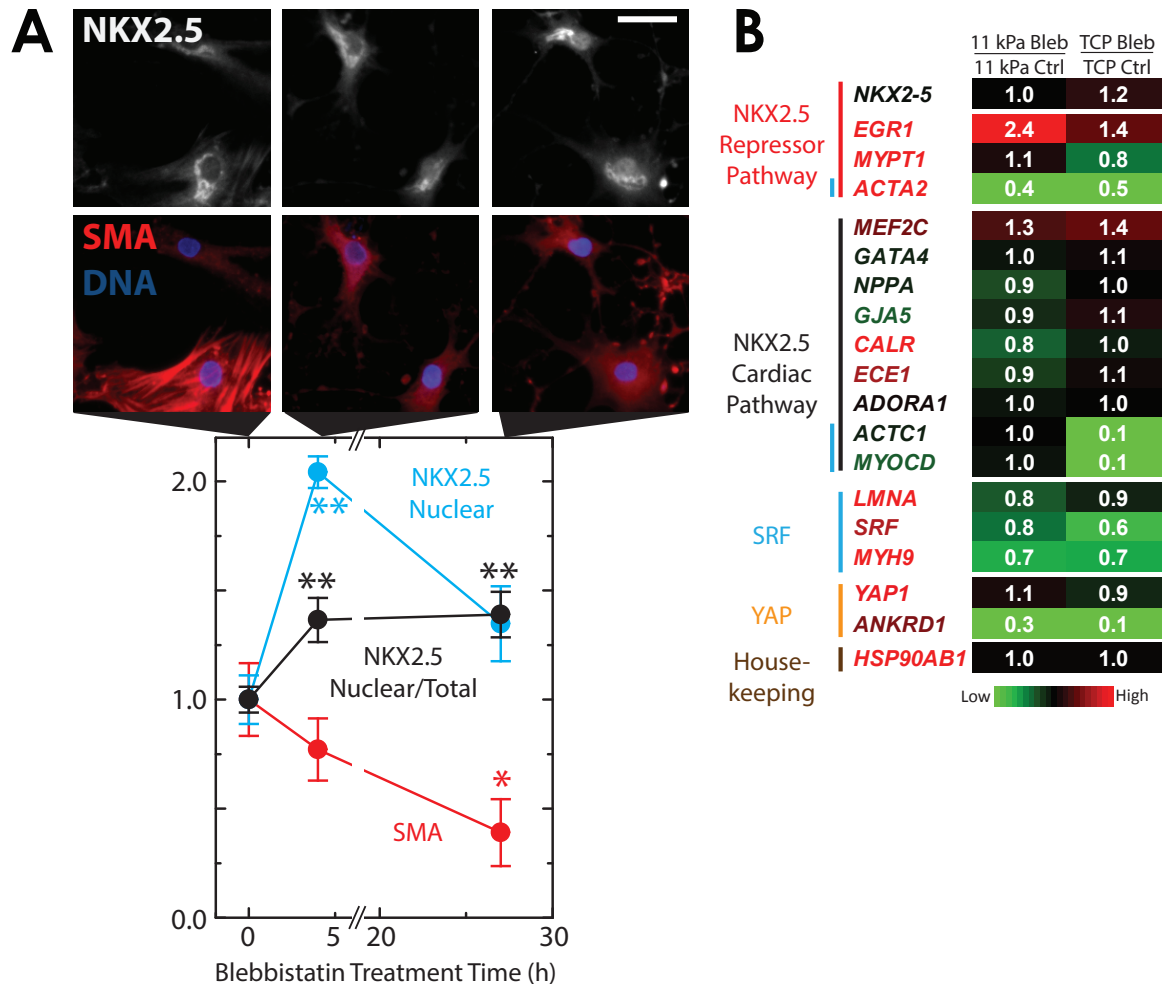 A
NKX2.5
SMA
DNA
2.0
1.0
0.0
NKX2.5
Nuclear
**
**
**
NKX2.5
Nuclear/Total
*
SMA
0
5
20
30
Blebbistatin Treatment Time (h)
B
11 kPa Bleb
11 kPa Ctrl
TCP Bleb
TCP Ctrl
NKX2.5
Repressor
Pathway
NKX2-5 1.0 1.2
EGR1 2.4 1.4
MYPT1 1.1 0.8
ACTA2 0.4 0.5
NKX2.5
Cardiac
Pathway
MEF2C 1.3 1.4
GATA4 1.0 1.1
NPPA 0.9 1.0
GJA5 0.9 1.1
CALR 0.8 1.0
ECE1 0.9 1.1
ADORA1 1.0 1.0
ACTC1 1.0 0.1
MYOCD 1.0 0.1
SRF
LMNA 0.8 0.9
SRF 0.8 0.6
MYH9 0.7 0.7
YAP
YAP1 1.1 0.9
ANKRD1 0.3 0.1
House-
keeping
HSP90AB1 1.0 1.0
Low
High